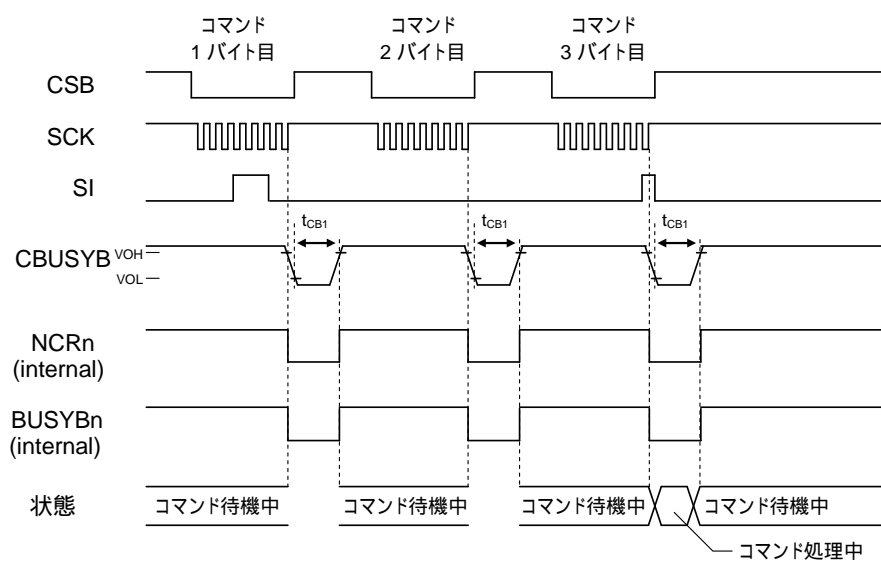 コマンド
1 バイト目
コマンド
2 バイト目
コマンド
3 バイト目
CSB
SCK
SI
tCB1
tCB1
tCB1
CBUSYB
VOH
VOL
NCRn
(internal)
BUSYBn
(internal)
状態
コマンド待機中
コマンド待機中
コマンド待機中
コマンド待機中
コマンド処理中